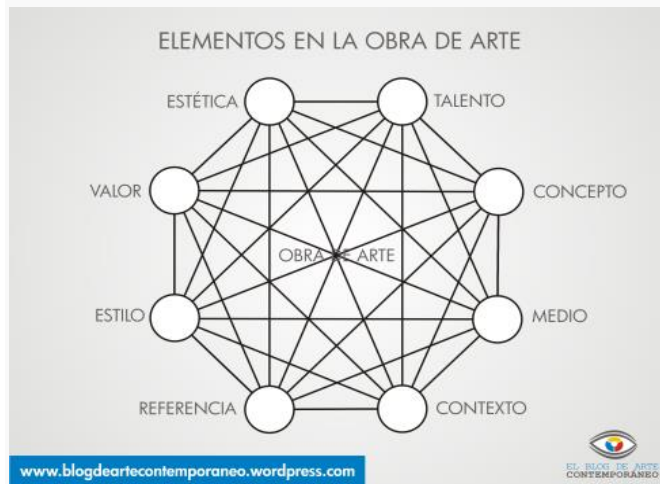 ELEMENTOS EN LA OBRA DE ARTE
ESTÉTICA
TALENTO
VALOR
CONCEPTO
OBRA DE ARTE
ESTILO
MEDIO
REFERENCIA
CONTEXTO
www.blogdeartecontemporaneo.wordpress.com
EL BLOG DE ARTE
CONTEMPORÁNEO